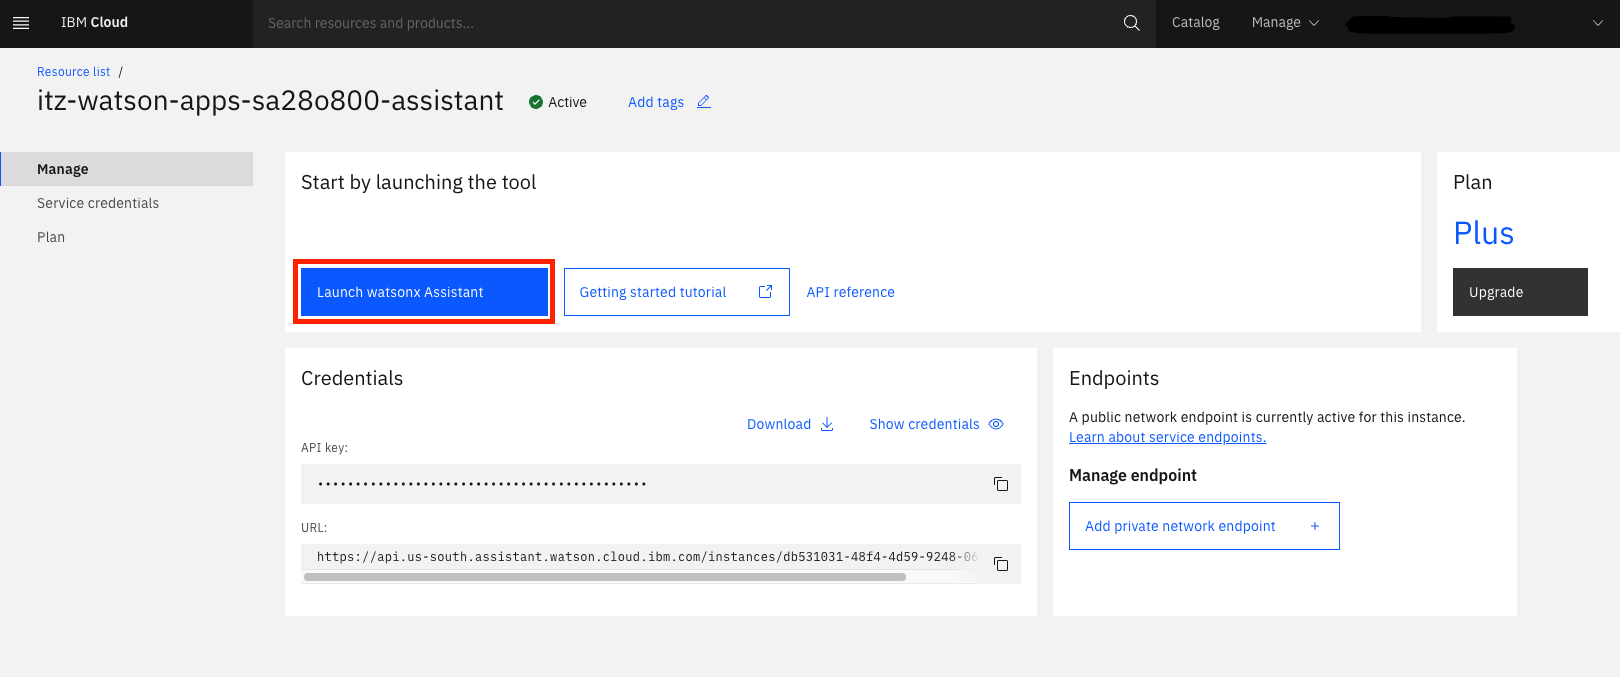 IBM Cloud
Search resources and products...
Catalog
Manage
Resource list /
itz-watson-apps-sa28o800-assistant
Active
Add tags
Manage
Service credentials
Plan
Start by launching the tool
Launch watsonx Assistant
Getting started tutorial
API reference
Plan
Plus
Upgrade
Credentials
Download
Show credentials
API key:
••••••••••••••••••••••••••••••••••••••••••••
URL:
https://api.us-south.assistant.watson.cloud.ibm.com/instances/db531031-48f4-4d59-9248-06
Endpoints
A public network endpoint is currently active for this instance.
Learn about service endpoints.
Manage endpoint
Add private network endpoint +